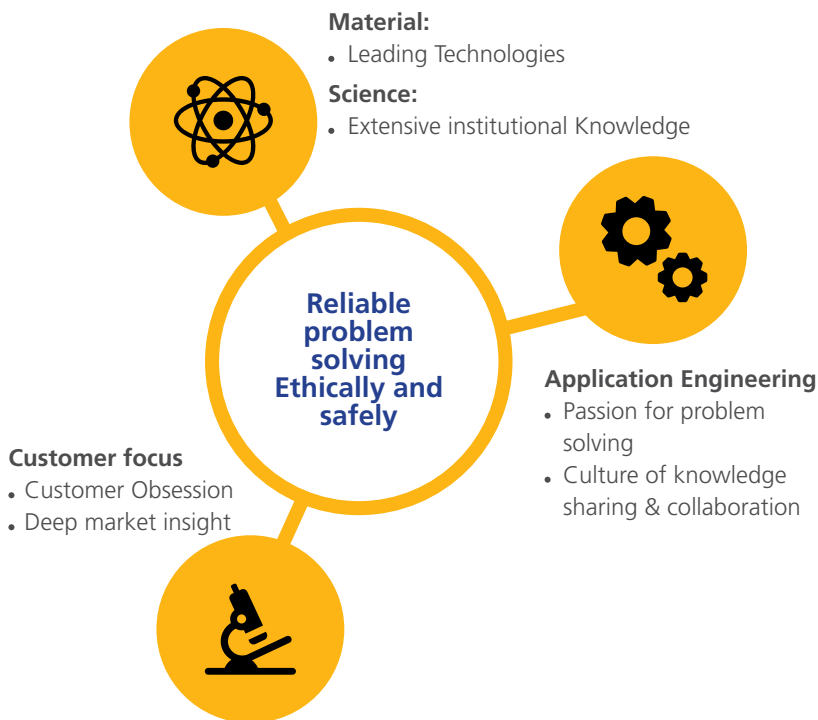 Material:
• Leading Technologies
Science:
• Extensive institutional Knowledge
Reliable
problem
solving
Ethically and
safely
Application Engineering
• Passion for problem
solving
• Culture of knowledge
sharing & collaboration
Customer focus
• Customer Obsession
• Deep market insight